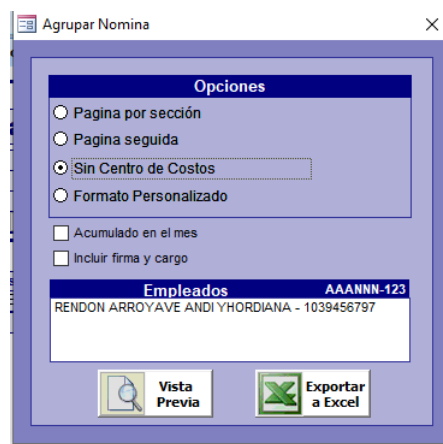 Agrupar Nomina
Opciones
Pagina por sección
Pagina seguida
Sin Centro de Costos
Formato Personalizado
Acumulado en el mes
Incluir firma y cargo
Empleados AAANNN-123
RENDON ARROYAVE ANDI YHORDIANA - 1039456797
Vista
Previa
Exportar
a Excel